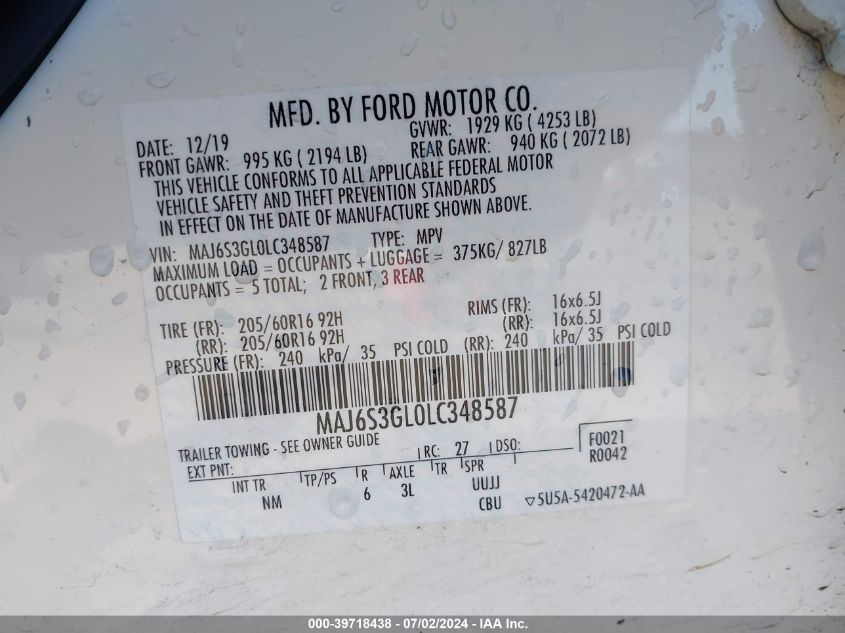 MFD. BY FORD MOTOR CO.
DATE: 12/19 GVWR: 1929 KG ( 4253 LB)
FRONT GAWR: 995 KG ( 2194 LB) REAR GAWR: 940 KG ( 2072 LB)
THIS VEHICLE CONFORMS TO ALL APPLICABLE FEDERAL MOTOR
VEHICLE SAFETY AND THEFT PREVENTION STANDARDS
IN EFFECT ON THE DATE OF MANUFACTURE SHOWN ABOVE.
VIN: MAJ6S3GL0LC348587 TYPE: MPV
MAXIMUM LOAD = OCCUPANTS + LUGGAGE = 375KG/ 827LB
OCCUPANTS = 5 TOTAL; 2 FRONT, 3 REAR
TIRE (FR): 205/60R16 92H RIMS (FR): 16x6.5J
(RR): 205/60R16 92H (RR): 16x6.5J
PRESSURE (FR): 240 kPa/ 35 PSI COLD (RR): 240 kPa/ 35 PSI COLD
MAJ6S3GL0LC348587
TRAILER TOWING - SEE OWNER GUIDE
EXT PNT: RC: 27 DSO: F0021
R0042
INT TR TP/PS R AXLE TR SPR
NM 6 3L UUJJ
CBU 5U5A-5420472-AA
000-39718438 - 07/02/2024 - IAA Inc.